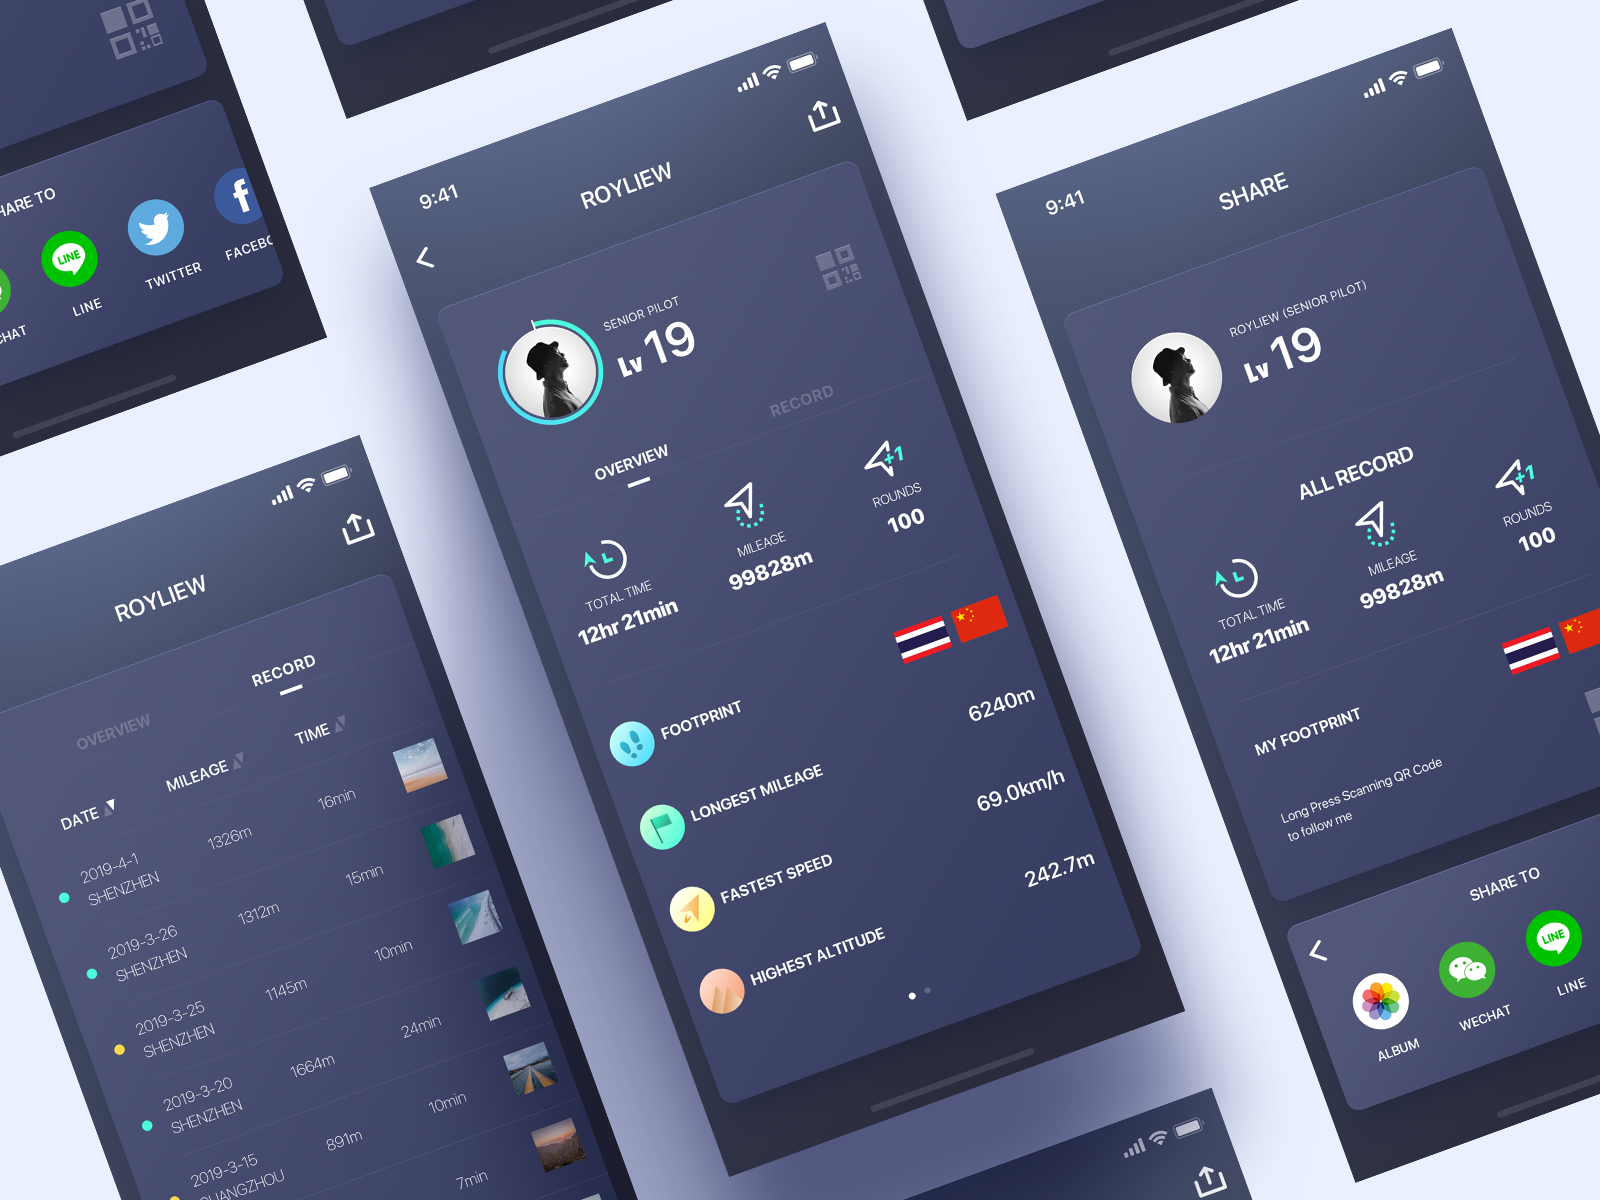 SHARE TO
LINE
LINE
TWITTER
9:41
ROYLIEW
SENIOR PILOT
Lv 19
OVERVIEW
RECORD
TOTAL TIME
12hr 21min
MILEAGE
99828m
ROUNDS
+1
100
FOOTPRINT
LONGEST MILEAGE
6240m
FASTEST SPEED
69.0km/h
HIGHEST ALTITUDE
242.7m
9:41
SHARE
ROYLIEW (SENIOR PILOT)
Lv 19
ALL RECORD
TOTAL TIME
12hr 21min
MILEAGE
99828m
ROUNDS
+1
100
MY FOOTPRINT
Long Press Scanning QR Code
to follow me
SHARE TO
ALBUM
WECHAT
LINE
LINE
ROYLIEW
OVERVIEW
RECORD
DATE
MILEAGE
TIME
2019-4-1
SHENZHEN
1326m
16min
2019-3-26
SHENZHEN
1312m
15min
2019-3-25
SHENZHEN
1145m
10min
2019-3-20
SHENZHEN
1664m
24min
2019-3-15
GUANGZHOU
891m
10min
7min